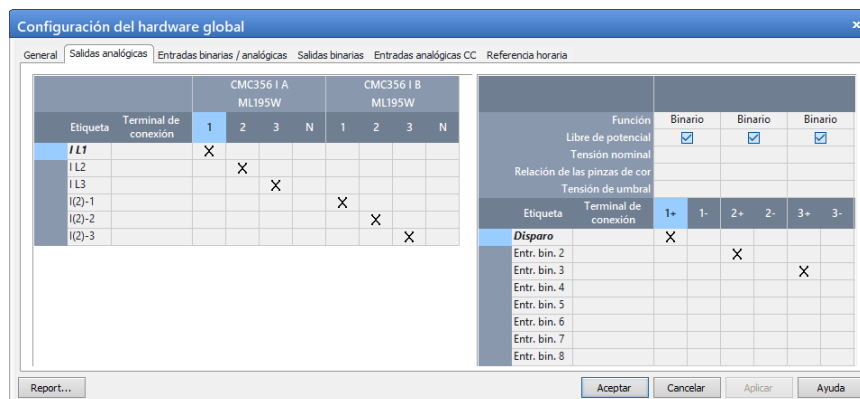 Configuración del hardware global
General Salidas analógicas Entradas binarias / analógicas Salidas binarias Entradas analógicas CC Referencia horaria
CMC356 I A CMC356 I B
ML195W ML195W
Etiqueta Terminal de conexión 1 2 3 N 1 2 3 N
I L1 X
I L2 X
I L3 X
I(2)-1 X
I(2)-2 X
I(2)-3 X
Función Binario Binario Binario
Libre de potencial
Tensión nominal
Relación de las pinzas de cor
Tensión de umbral
Etiqueta Terminal de conexión 1+ 1- 2+ 2- 3+ 3-
Disparo X
Entr. bin. 2 X
Entr. bin. 3 X
Entr. bin. 4
Entr. bin. 5
Entr. bin. 6
Entr. bin. 7
Entr. bin. 8
Report... Aceptar Cancelar Aplicar Ayuda